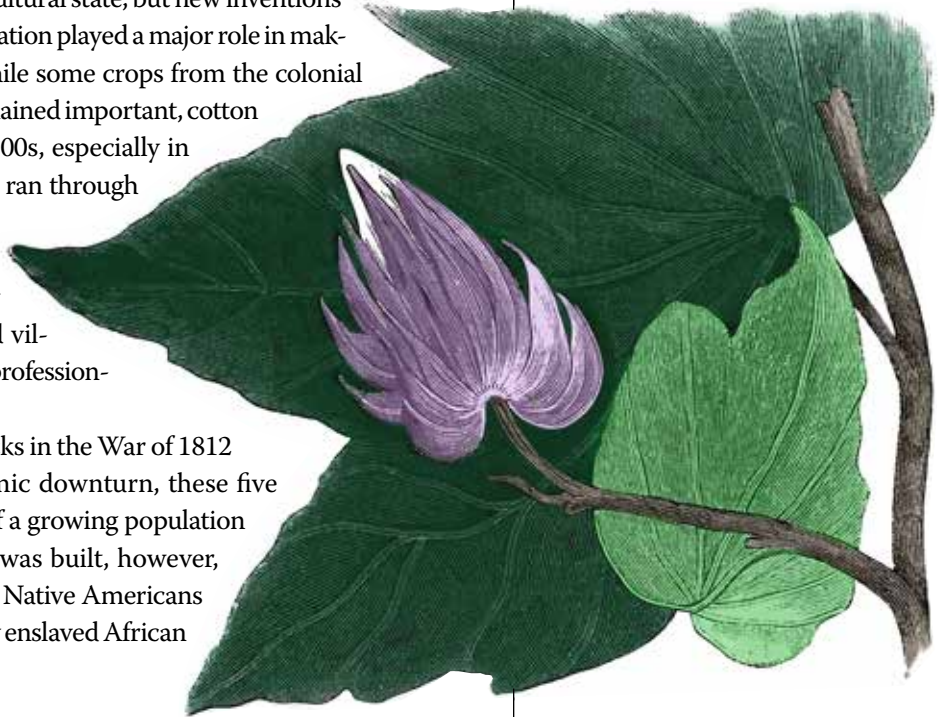 ultural state, but new inventions
ation played a major role in mak-
hile some crops from the colonial
ained important, cotton
00s, especially in
ran through
l vil-
profession-
ks in the War of 1812
mic downturn, these five
f a growing population
was built, however,
Native Americans
y enslaved African